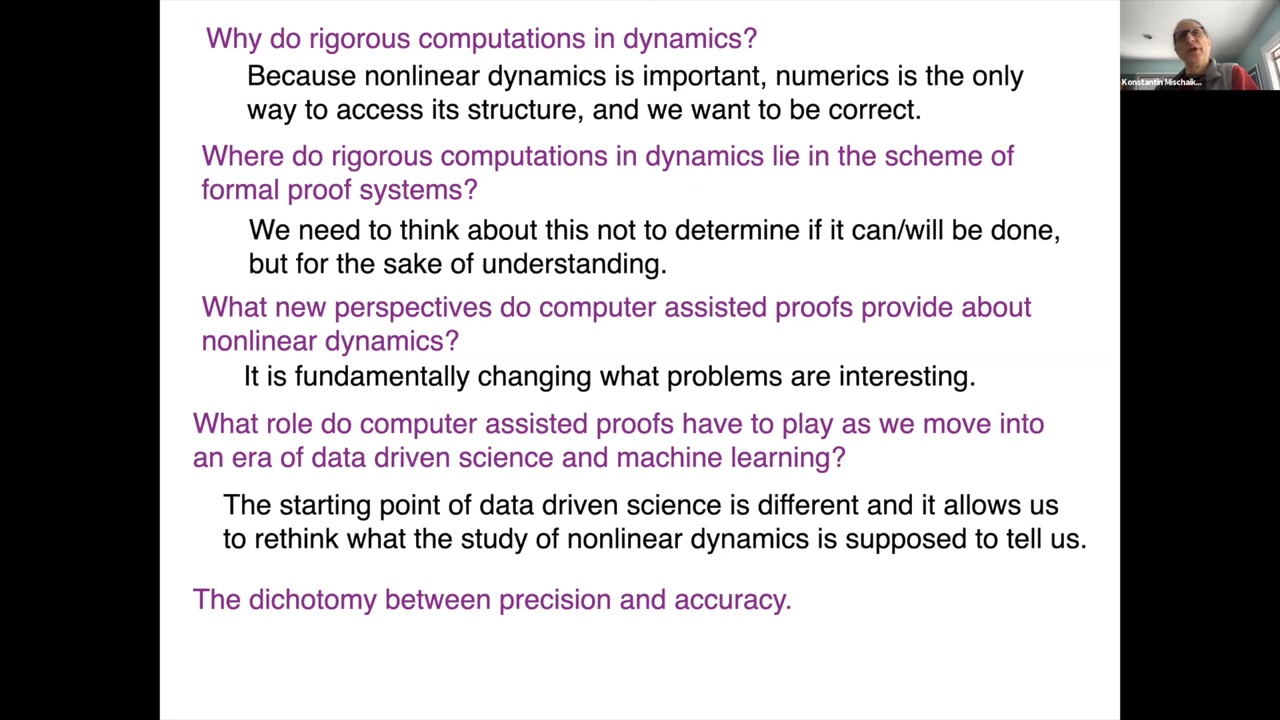 Why do rigorous computations in dynamics?
Because nonlinear dynamics is important, numerics is the only
way to access its structure, and we want to be correct.
Where do rigorous computations in dynamics lie in the scheme of
formal proof systems?
We need to think about this not to determine if it can/will be done,
but for the sake of understanding.
What new perspectives do computer assisted proofs provide about
nonlinear dynamics?
It is fundamentally changing what problems are interesting.
What role do computer assisted proofs have to play as we move into
an era of data driven science and machine learning?
The starting point of data driven science is different and it allows us
to rethink what the study of nonlinear dynamics is supposed to tell us.
The dichotomy between precision and accuracy.
Konstantin Mischaik...